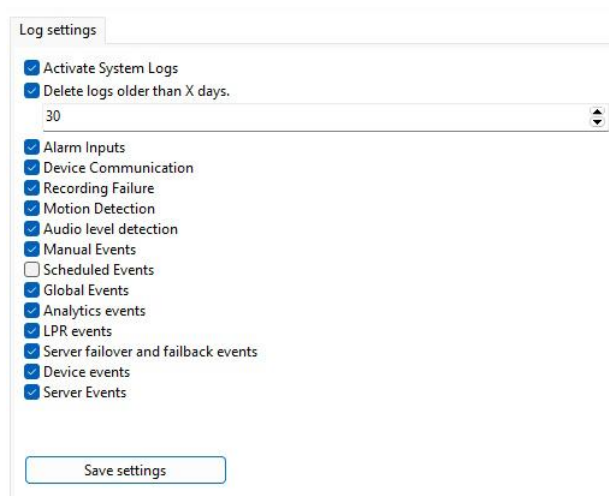 Log settings
Activate System Logs
Delete logs older than X days.
30
Alarm Inputs
Device Communication
Recording Failure
Motion Detection
Audio level detection
Manual Events
Scheduled Events
Global Events
Analytics events
LPR events
Server failover and failback events
Device events
Server Events
Save settings